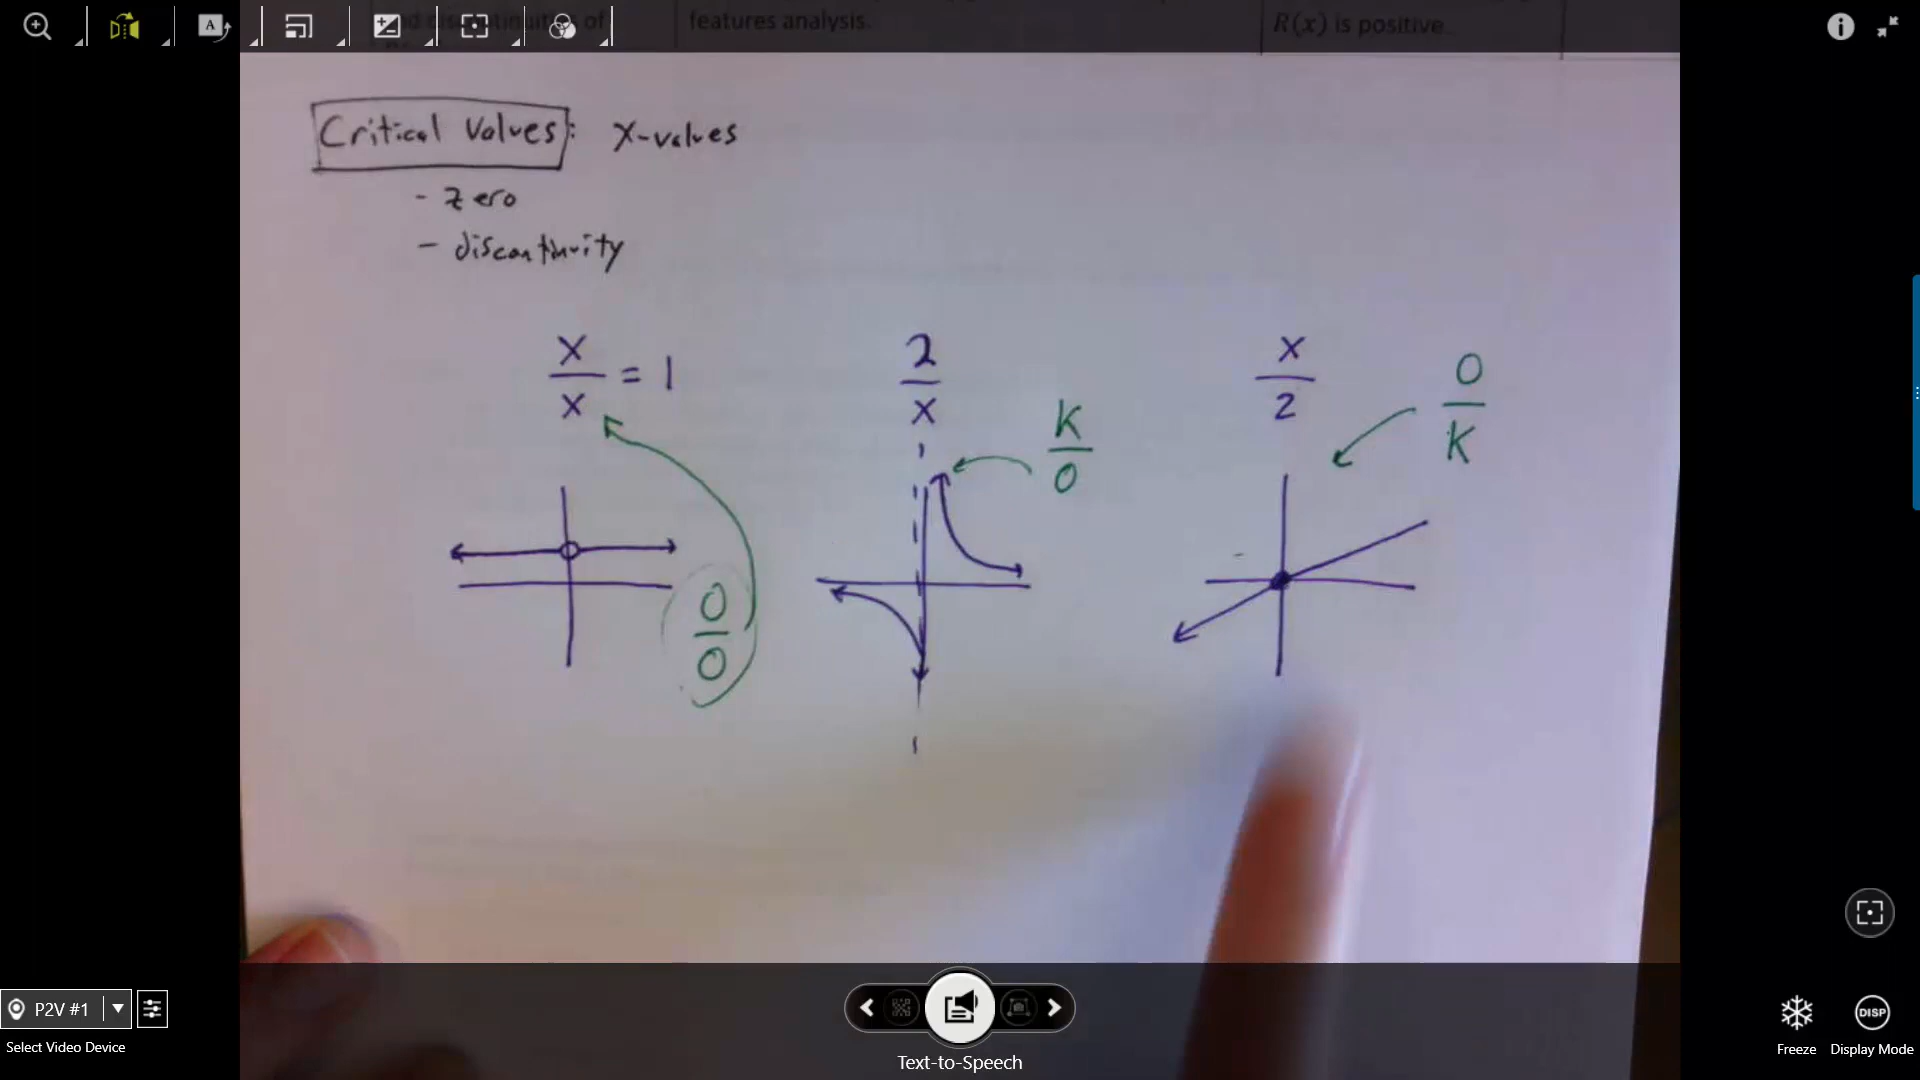 features analysis.
R(x) is positive.
Critical Values: X-values
- Zero
- discontinuity
x/x = 1
2/x
K/0
x/2
0/K
0/0
P2V #1
Select Video Device
Text-to-Speech
Freeze
DISP
Display Mode